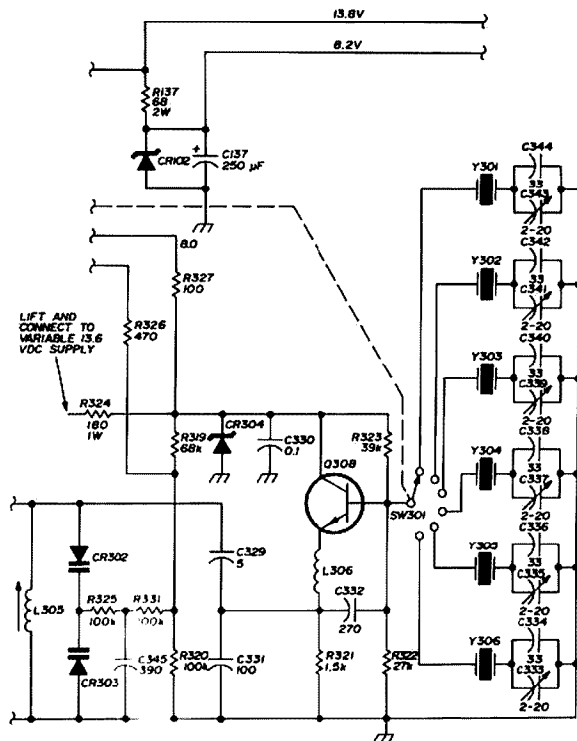 13.8V
8.2V
R137
68
2W
CR102
+
C137
250 µF
8.0
R327
100
R326
470
LIFT AND
CONNECT TO
VARIABLE 13.6
VDC SUPPLY
R324
180
1W
R319
68k
CR304
C330
0.1
R323
39k
Q308
SW301
CR302
R325
100k
R331
100k
L305
CR303
C345
390
R320
100k
C329
5
C331
100
L306
C332
270
R321
1.5k
R322
27k
Y301
C344
33
C343
2-20
Y302
C342
33
C341
2-20
Y303
C340
33
C339
2-20
Y304
C338
33
C337
2-20
Y305
C336
33
C335
2-20
Y306
C334
33
C333
2-20